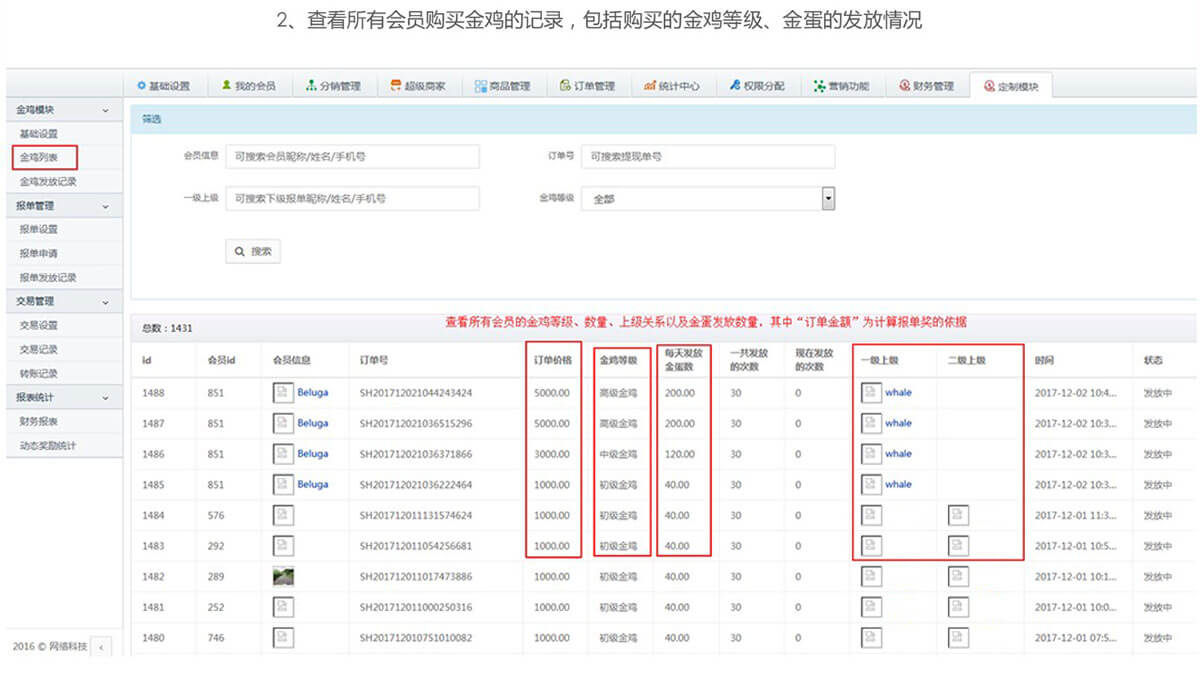 2、查看所有会员购买金鸡的记录，包括购买的金鸡等级、金蛋的发放情况
基础设置 我的会员 分销管理 超级商家 商品管理 订单管理 统计中心 权限分配 营销功能 财务管理 定制模块
金鸡模块
基础设置
金鸡列表
金鸡发放记录
报单管理
报单设置
报单申请
报单发放记录
交易管理
交易设置
交易记录
转账记录
报表统计
财务报表
动态奖励统计
2016 © 网络科技
筛选
会员信息 可搜索会员昵称/姓名/手机号 订单号 可搜索提现单号
一级上级 可搜索下级报单昵称/姓名/手机号 金鸡等级 全部
搜索
总数：1431 查看所有会员的金鸡等级、数量、上级关系以及金蛋发放数量，其中“订单金额”为计算报单奖的依据
id 会员id 会员信息 订单号 订单价格 金鸡等级 每天发放金蛋数 一共发放的次数 现在发放的次数 一级上级 二级上级 时间 状态
1488 851 Beluga SH201712021044243424 5000.00 高级金鸡 200.00 30 0 whale 2017-12-02 10:4... 发放中
1487 851 Beluga SH201712021036515296 5000.00 高级金鸡 200.00 30 0 whale 2017-12-02 10:3... 发放中
1486 851 Beluga SH201712021036371866 3000.00 中级金鸡 120.00 30 0 whale 2017-12-02 10:3... 发放中
1485 851 Beluga SH201712021036222464 1000.00 初级金鸡 40.00 30 0 whale 2017-12-02 10:3... 发放中
1484 576 SH201712011131574624 1000.00 初级金鸡 40.00 30 0 2017-12-01 11:3... 发放中
1483 292 SH201712011054256681 1000.00 初级金鸡 40.00 30 0 2017-12-01 10:5... 发放中
1482 289 SH201712011017473886 1000.00 初级金鸡 40.00 30 0 2017-12-01 10:1... 发放中
1481 252 SH201712011000250316 1000.00 初级金鸡 40.00 30 0 2017-12-01 10:0... 发放中
1480 746 SH201712010751010082 1000.00 初级金鸡 40.00 30 0 2017-12-01 07:5... 发放中